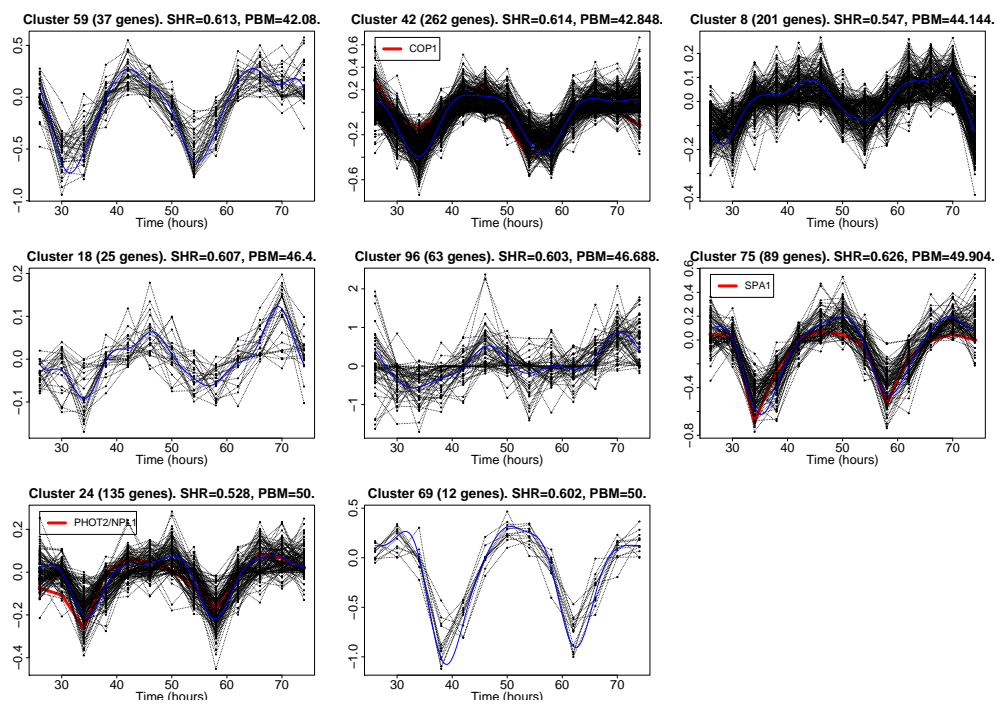 Cluster 59 (37 genes). SHR=0.613, PBM=42.08.
0.5
0.0
−0.5
−1.0
30 40 50 60 70
Time (hours)
Cluster 42 (262 genes). SHR=0.614, PBM=42.848.
COP1
0.6
0.2
−0.2
−0.6
30 40 50 60 70
Time (hours)
Cluster 8 (201 genes). SHR=0.547, PBM=44.144.
0.2
0.0
−0.2
−0.4
30 40 50 60 70
Time (hours)
Cluster 18 (25 genes). SHR=0.607, PBM=46.4.
0.2
0.1
0.0
−0.1
30 40 50 60 70
Time (hours)
Cluster 96 (63 genes). SHR=0.603, PBM=46.688.
2
1
0
−1
30 40 50 60 70
Time (hours)
Cluster 75 (89 genes). SHR=0.626, PBM=49.904.
SPA1
0.6
0.4
0.0
−0.4
−0.8
30 40 50 60 70
Time (hours)
Cluster 24 (135 genes). SHR=0.528, PBM=50.
PHOT2/NPL1
0.2
0.0
−0.2
−0.4
30 40 50 60 70
Time (hours)
Cluster 69 (12 genes). SHR=0.602, PBM=50.
0.5
0.0
−0.5
−1.0
30 40 50 60 70
Time (hours)